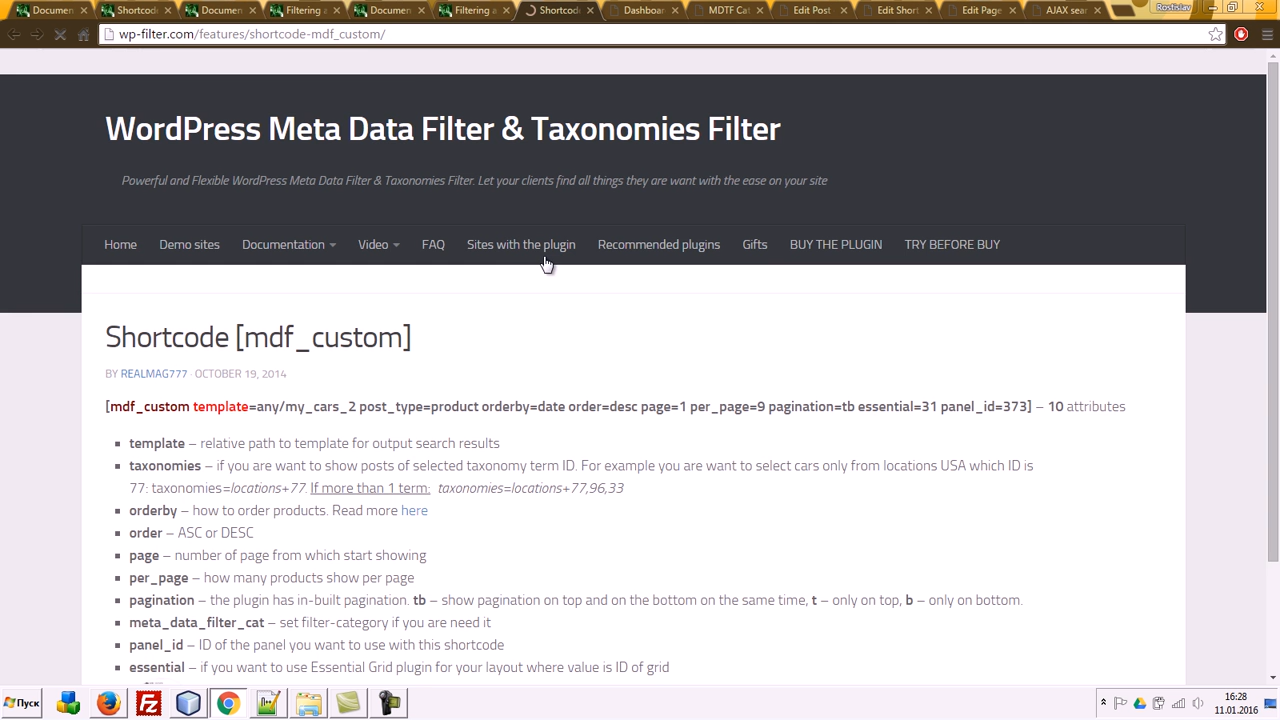 Docume
Shortcod
Docume
Filtering a
Docume
Filtering a
Shortcod
Dashboa
MDTF Cat
Edit Post
Edit Short
Edit Page
AJAX sear
Rostislav
wp-filter.com/features/shortcode-mdf_custom/
WordPress Meta Data Filter & Taxonomies Filter
Powerful and Flexible WordPress Meta Data Filter & Taxonomies Filter. Let your clients find all things they are want with the ease on your site
Home Demo sites Documentation Video FAQ Sites with the plugin Recommended plugins Gifts BUY THE PLUGIN TRY BEFORE BUY
Shortcode [mdf_custom]
BY REALMAG777 · OCTOBER 19, 2014
[mdf_custom template=any/my_cars_2 post_type=product orderby=date order=desc page=1 per_page=9 pagination=tb essential=31 panel_id=373] – 10 attributes
template – relative path to template for output search results
taxonomies – if you are want to show posts of selected taxonomy term ID. For example you are want to select cars only from locations USA which ID is
77: taxonomies=locations+77. If more than 1 term: taxonomies=locations+77,96,33
orderby – how to order products. Read more here
order – ASC or DESC
page – number of page from which start showing
per_page – how many products show per page
pagination – the plugin has in-built pagination. tb – show pagination on top and on the bottom on the same time, t – only on top, b – only on bottom.
meta_data_filter_cat – set filter-category if you are need it
panel_id – ID of the panel you want to use with this shortcode
essential – if you want to use Essential Grid plugin for your layout where value is ID of grid
Пуск
16:28
11.01.2016